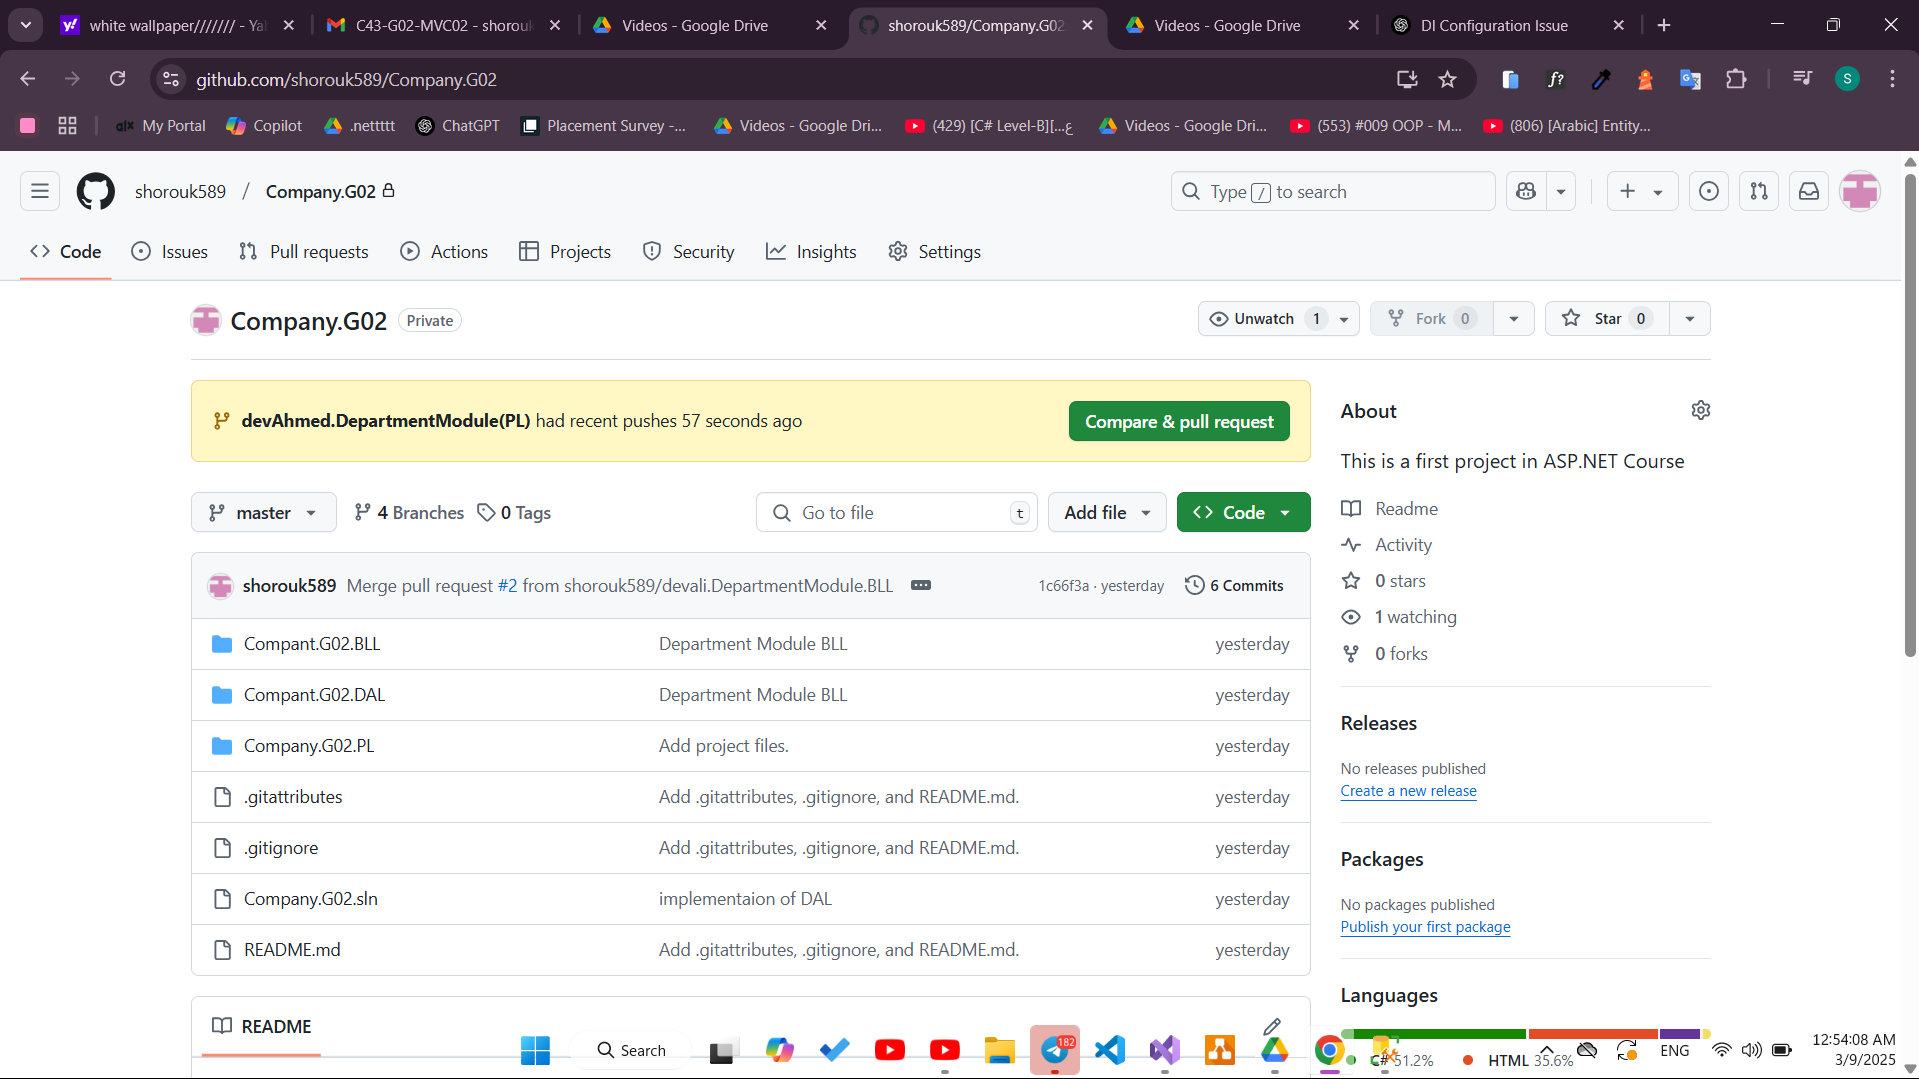 white wallpaper/////// - Ya
C43-G02-MVC02 - shorouk
Videos - Google Drive
shorouk589/Company.G02
Videos - Google Drive
DI Configuration Issue
github.com/shorouk589/Company.G02
S
My Portal
Copilot
.nettttt
ChatGPT
Placement Survey -...
Videos - Google Dri...
(429) [C# Level-B][...ع
Videos - Google Dri...
(553) #009 OOP - M...
(806) [Arabic] Entity...
shorouk589 / Company.G02
Type / to search
Code
Issues
Pull requests
Actions
Projects
Security
Insights
Settings
Company.G02
Private
Unwatch 1
Fork 0
Star 0
devAhmed.DepartmentModule(PL) had recent pushes 57 seconds ago
Compare & pull request
master
4 Branches
0 Tags
Go to file
t
Add file
Code
shorouk589 Merge pull request #2 from shorouk589/devali.DepartmentModule.BLL
1c66f3a · yesterday
6 Commits
Compant.G02.BLL Department Module BLL yesterday
Compant.G02.DAL Department Module BLL yesterday
Company.G02.PL Add project files. yesterday
.gitattributes Add .gitattributes, .gitignore, and README.md. yesterday
.gitignore Add .gitattributes, .gitignore, and README.md. yesterday
Company.G02.sln implementaion of DAL yesterday
README.md Add .gitattributes, .gitignore, and README.md. yesterday
README
About
This is a first project in ASP.NET Course
Readme
Activity
0 stars
1 watching
0 forks
Releases
No releases published
Create a new release
Packages
No packages published
Publish your first package
Languages
C# 51.2%
HTML 35.6%
Search
182
ENG
12:54:08 AM
3/9/2025